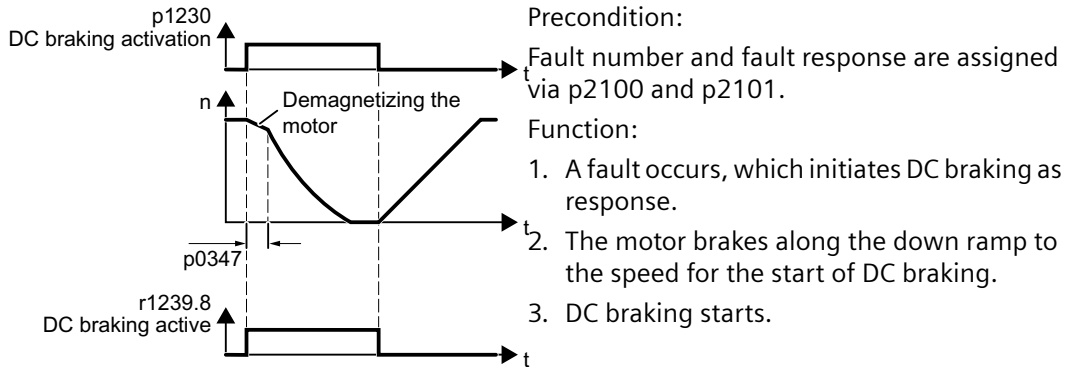 p1230
DC braking activation
t
n
Demagnetizing the
motor
t
p0347
r1239.8
DC braking active
t
Precondition:
Fault number and fault response are assigned
via p2100 and p2101.
Function:
1. A fault occurs, which initiates DC braking as
response.
2. The motor brakes along the down ramp to
the speed for the start of DC braking.
3. DC braking starts.